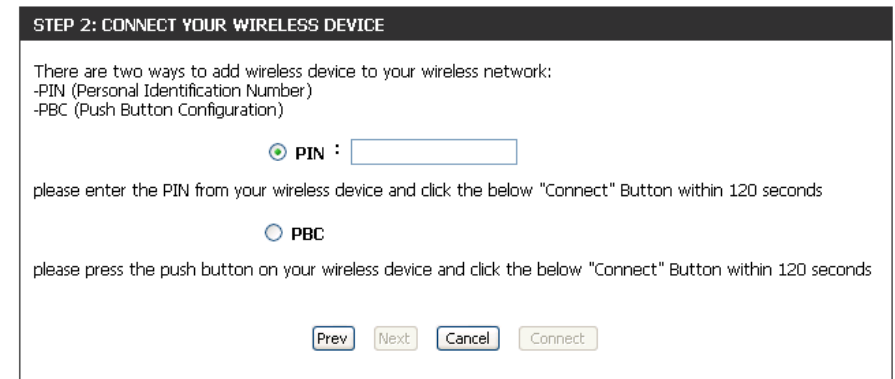 STEP 2: CONNECT YOUR WIRELESS DEVICE
There are two ways to add wireless device to your wireless network:
-PIN (Personal Identification Number)
-PBC (Push Button Configuration)
PIN :
please enter the PIN from your wireless device and click the below "Connect" Button within 120 seconds
PBC
please press the push button on your wireless device and click the below "Connect" Button within 120 seconds
Prev Next Cancel Connect